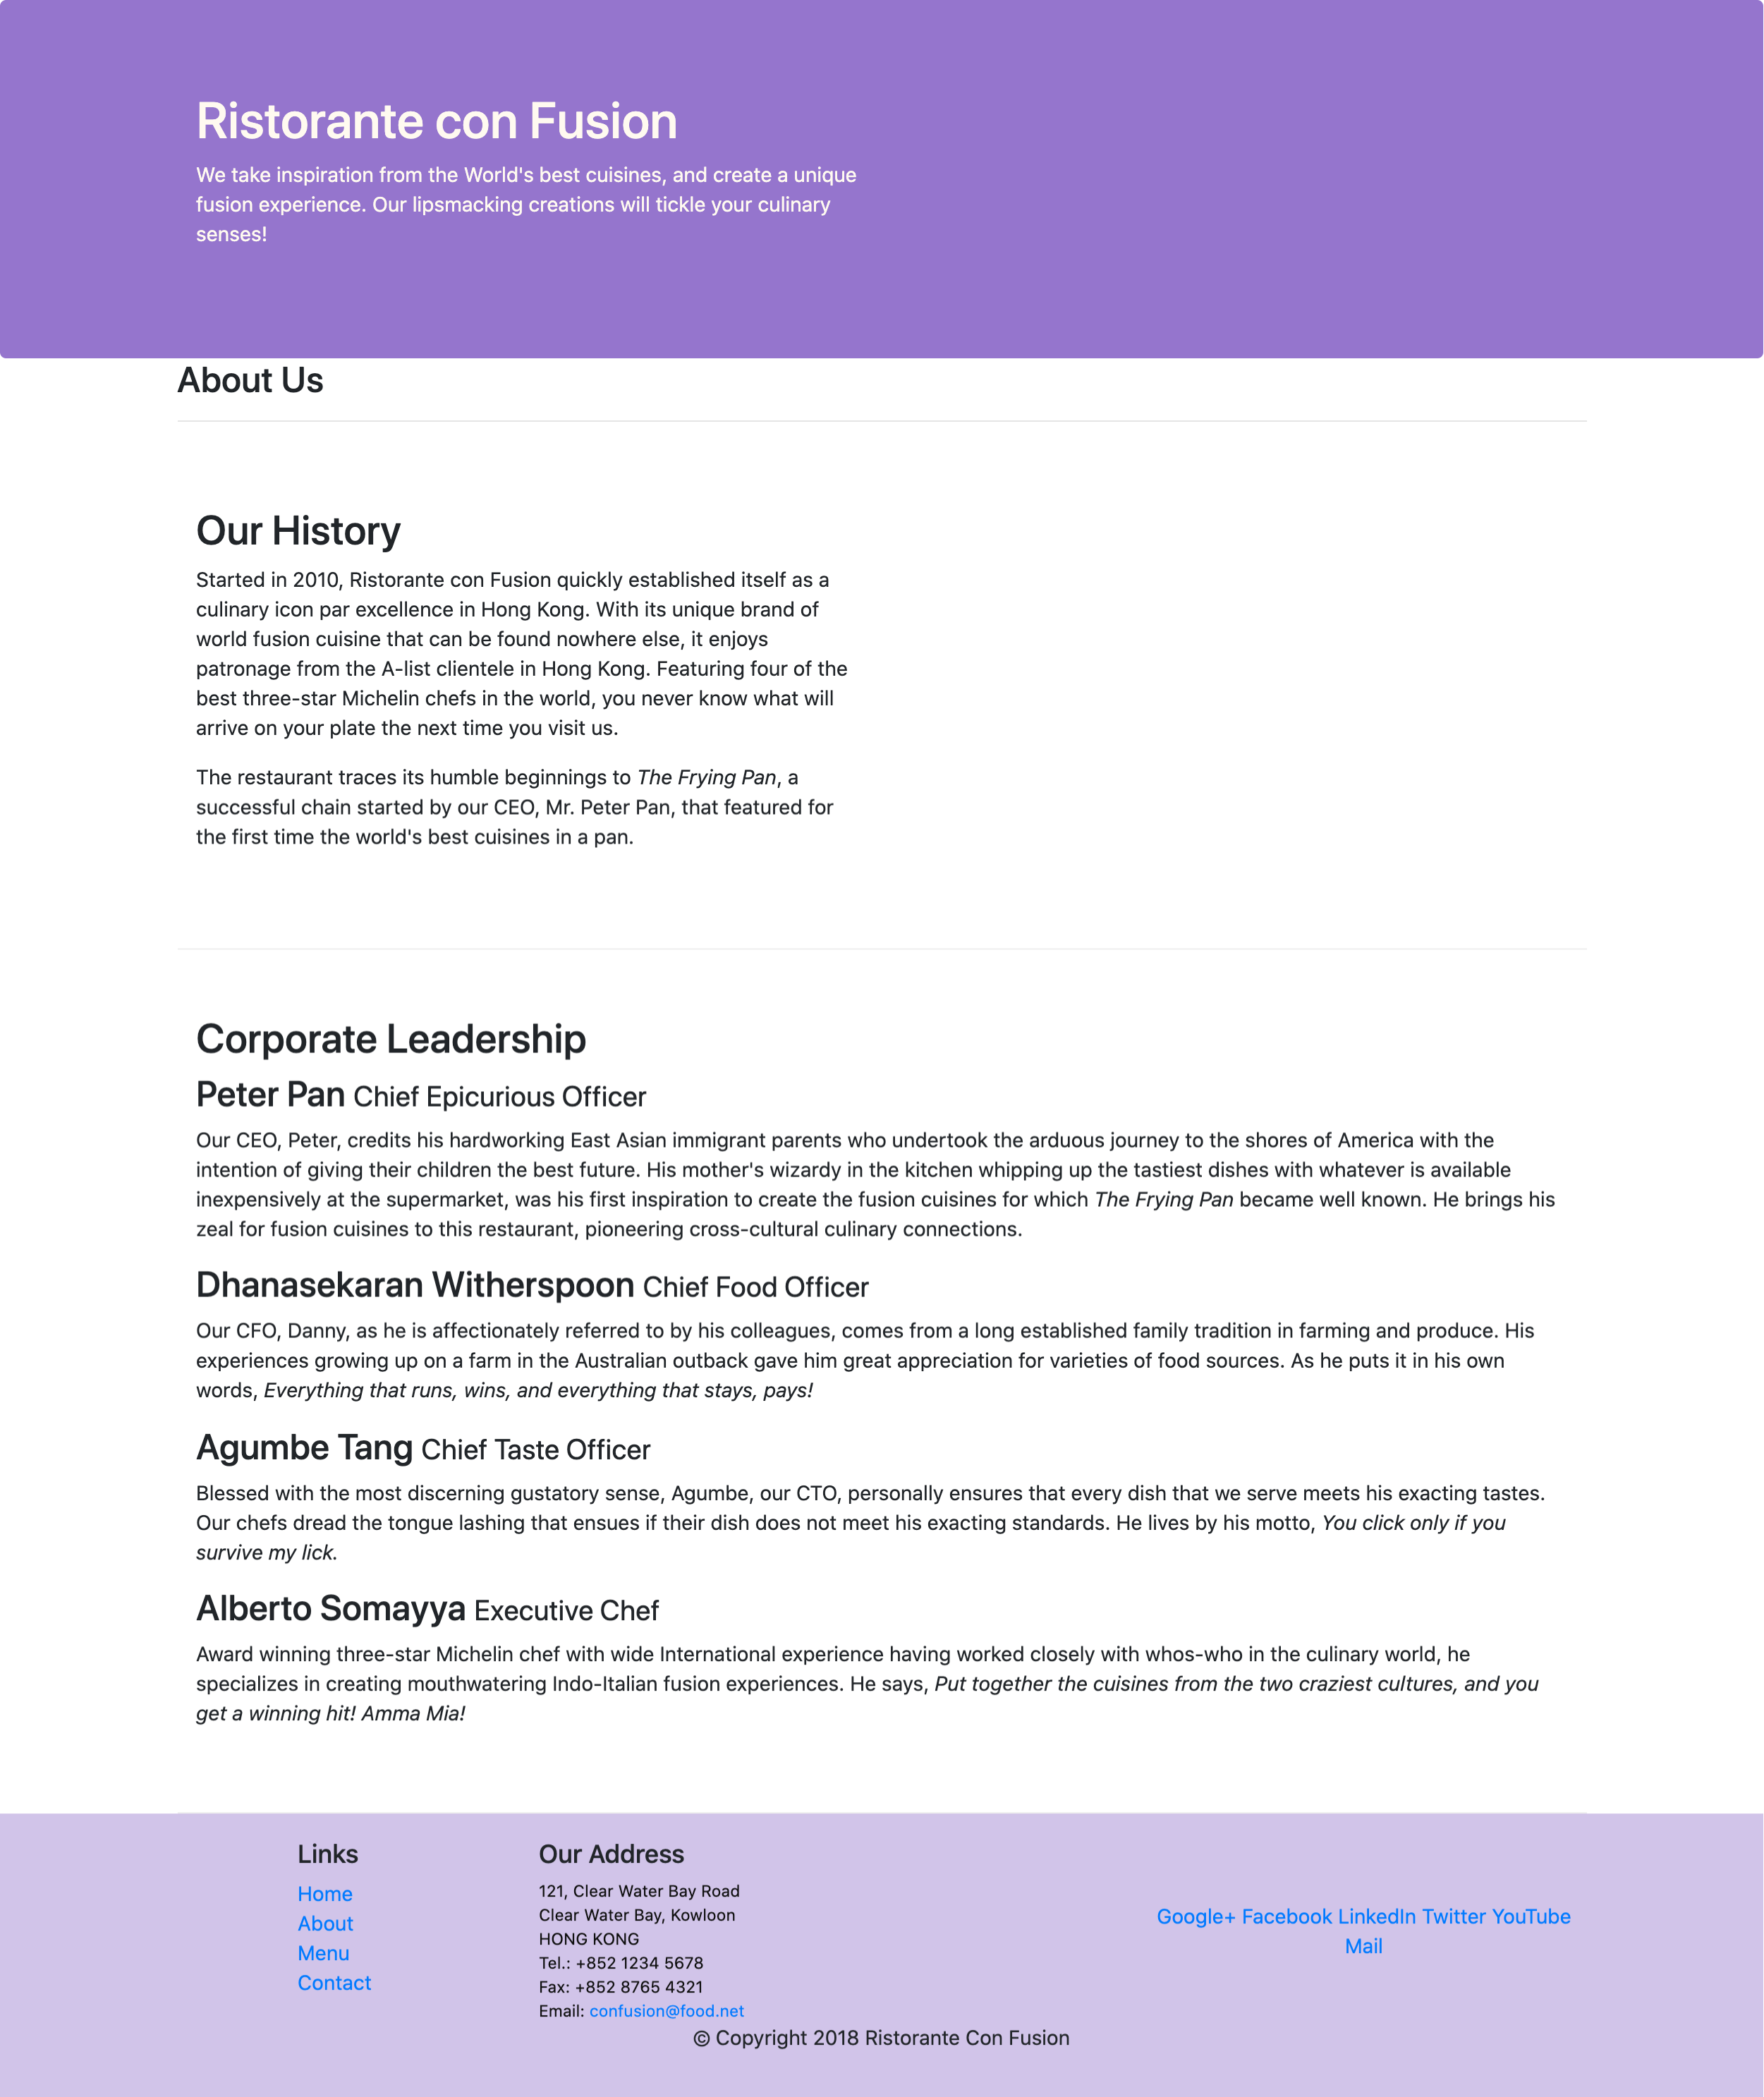 Ristorante con Fusion
We take inspiration from the World's best cuisines, and create a unique
fusion experience. Our lipsmacking creations will tickle your culinary
senses!
About Us
Our History
Started in 2010, Ristorante con Fusion quickly established itself as a
culinary icon par excellence in Hong Kong. With its unique brand of
world fusion cuisine that can be found nowhere else, it enjoys
patronage from the A-list clientele in Hong Kong. Featuring four of the
best three-star Michelin chefs in the world, you never know what will
arrive on your plate the next time you visit us.
The restaurant traces its humble beginnings to The Frying Pan, a
successful chain started by our CEO, Mr. Peter Pan, that featured for
the first time the world's best cuisines in a pan.
Corporate Leadership
Peter Pan Chief Epicurious Officer
Our CEO, Peter, credits his hardworking East Asian immigrant parents who undertook the arduous journey to the shores of America with the
intention of giving their children the best future. His mother's wizardy in the kitchen whipping up the tastiest dishes with whatever is available
inexpensively at the supermarket, was his first inspiration to create the fusion cuisines for which The Frying Pan became well known. He brings his
zeal for fusion cuisines to this restaurant, pioneering cross-cultural culinary connections.
Dhanasekaran Witherspoon Chief Food Officer
Our CFO, Danny, as he is affectionately referred to by his colleagues, comes from a long established family tradition in farming and produce. His
experiences growing up on a farm in the Australian outback gave him great appreciation for varieties of food sources. As he puts it in his own
words, Everything that runs, wins, and everything that stays, pays!
Agumbe Tang Chief Taste Officer
Blessed with the most discerning gustatory sense, Agumbe, our CTO, personally ensures that every dish that we serve meets his exacting tastes.
Our chefs dread the tongue lashing that ensues if their dish does not meet his exacting standards. He lives by his motto, You click only if you
survive my lick.
Alberto Somayya Executive Chef
Award winning three-star Michelin chef with wide International experience having worked closely with whos-who in the culinary world, he
specializes in creating mouthwatering Indo-Italian fusion experiences. He says, Put together the cuisines from the two craziest cultures, and you
get a winning hit! Amma Mia!
Links
Home
About
Menu
Contact
Our Address
121, Clear Water Bay Road
Clear Water Bay, Kowloon
HONG KONG
Tel.: +852 1234 5678
Fax: +852 8765 4321
Email: confusion@food.net
Google+ Facebook LinkedIn Twitter YouTube
Mail
© Copyright 2018 Ristorante Con Fusion